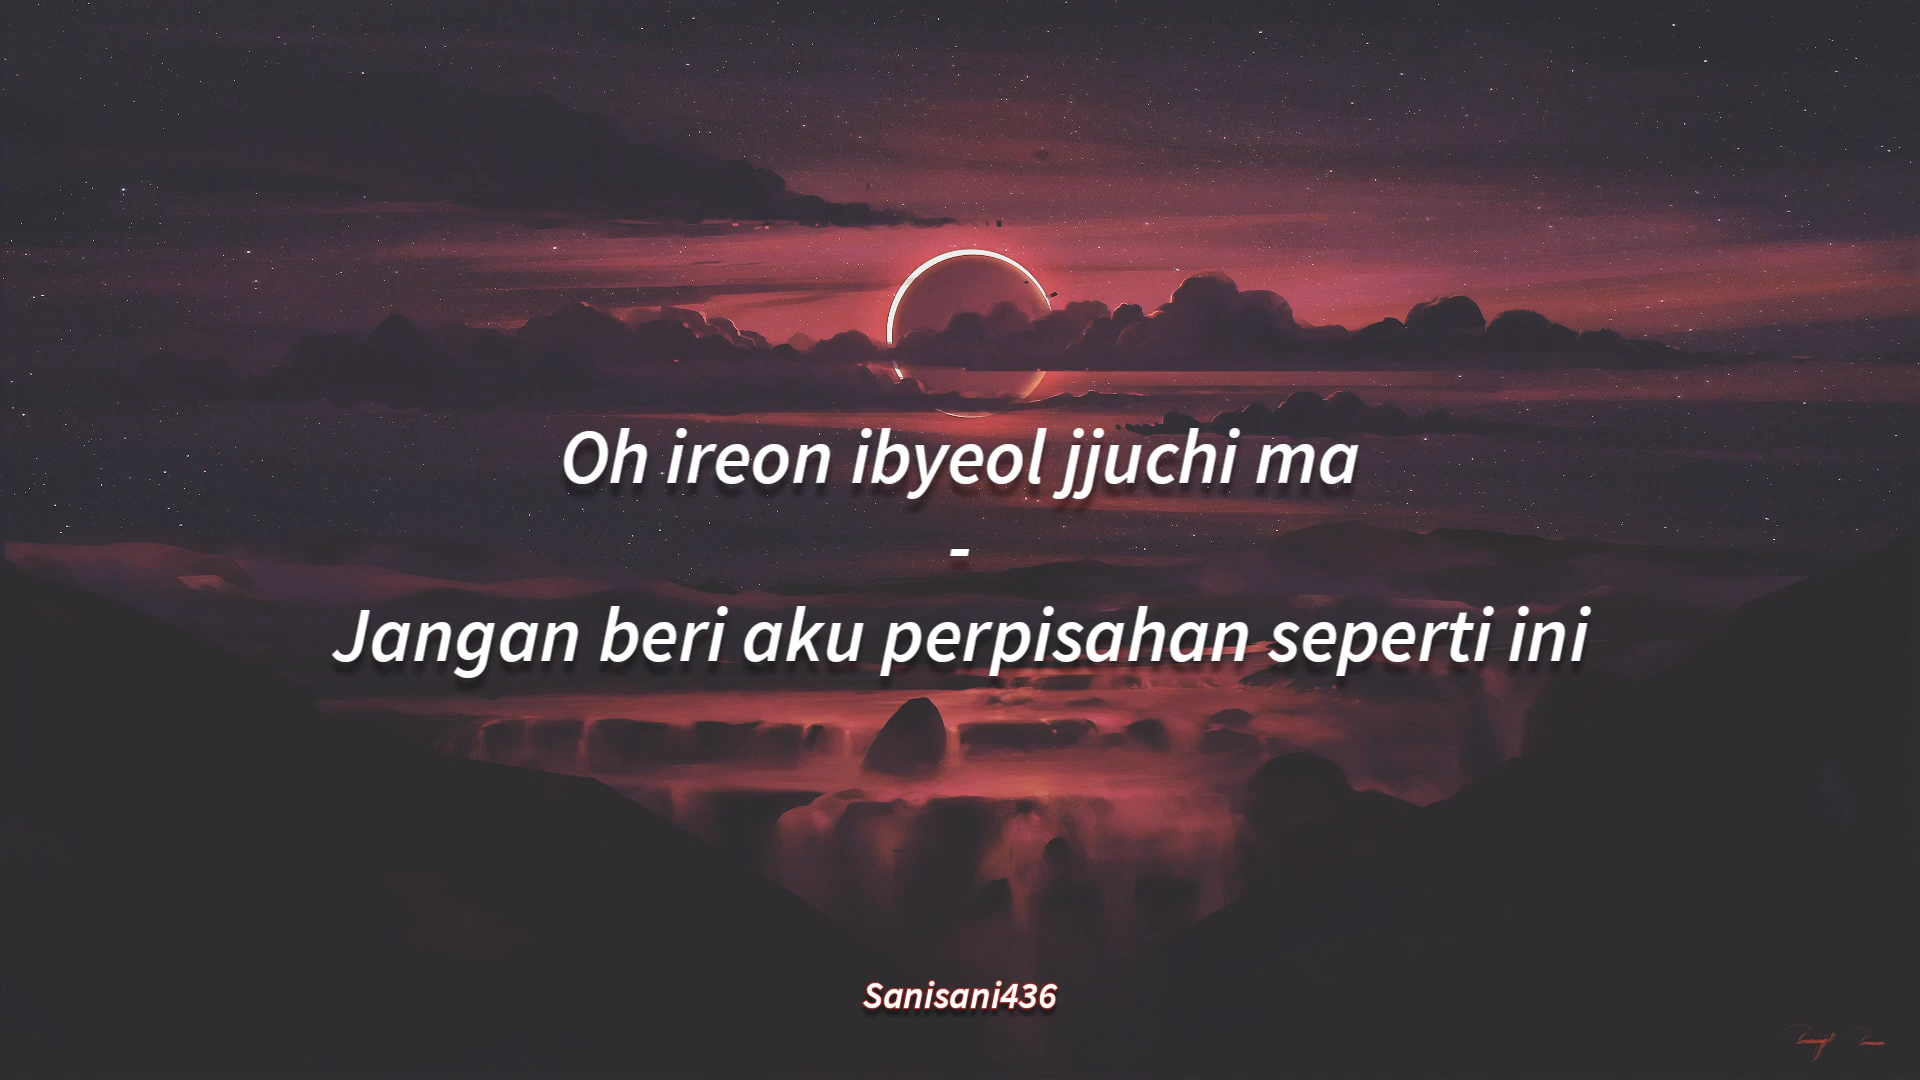 Oh ireon ibyeol jjuchi ma
-
Jangan beri aku perpisahan seperti ini
Sanisani436